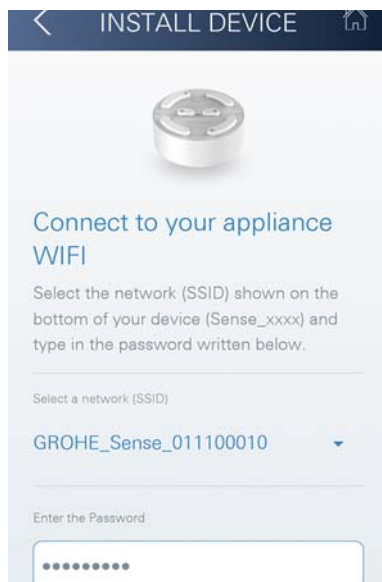 INSTALL DEVICE
Connect to your appliance
WIFI
Select the network (SSID) shown on the
bottom of your device (Sense_xxxx) and
type in the password written below.
Select a network (SSID)
GROHE_Sense_011100010
Enter the Password
•••••••••